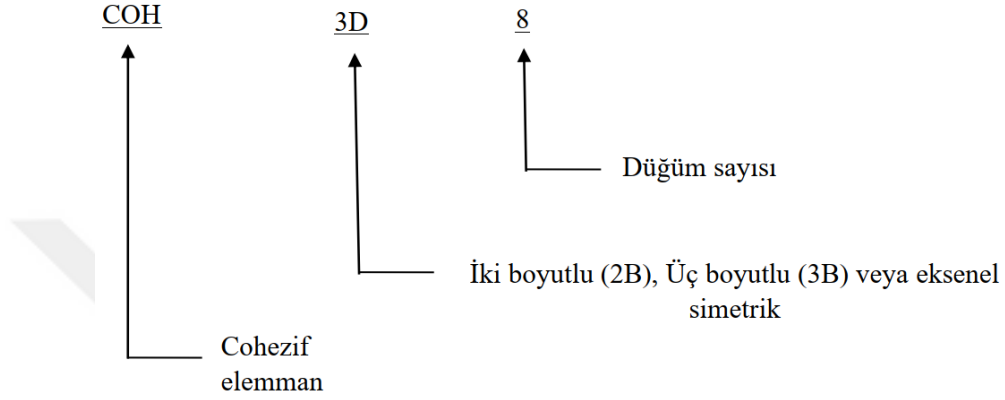 COH 3D 8
Düğüm sayısı
İki boyutlu (2B), Üç boyutlu (3B) veya eksenel
simetrik
Cohezif
elemman